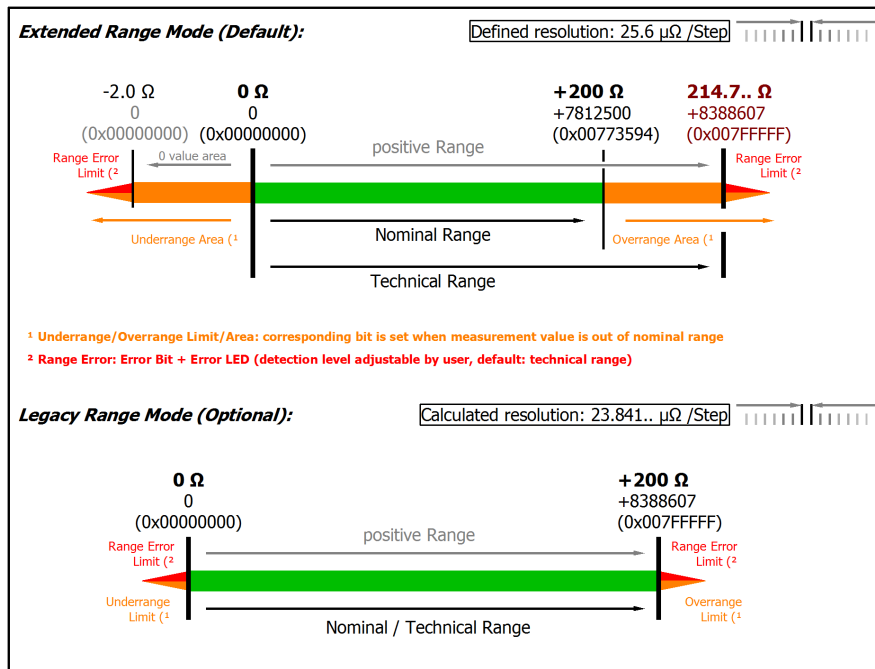 Extended Range Mode (Default):
Defined resolution: 25.6 µΩ /Step
-2.0 Ω
0
(0x00000000)
0 Ω
0
(0x00000000)
+200 Ω
+7812500
(0x00773594)
214.7.. Ω
+8388607
(0x007FFFFF)
Range Error
Limit (²
0 value area
positive Range
Range Error
Limit (²
Underrange Area (¹
Nominal Range
Overrange Area (¹
Technical Range
¹ Underrange/Overrange Limit/Area: corresponding bit is set when measurement value is out of nominal range
² Range Error: Error Bit + Error LED (detection level adjustable by user, default: technical range)
Legacy Range Mode (Optional):
Calculated resolution: 23.841.. µΩ /Step
0 Ω
0
(0x00000000)
+200 Ω
+8388607
(0x007FFFFF)
Range Error
Limit (²
positive Range
Range Error
Limit (²
Underrange
Limit (¹
Nominal / Technical Range
Overrange
Limit (¹